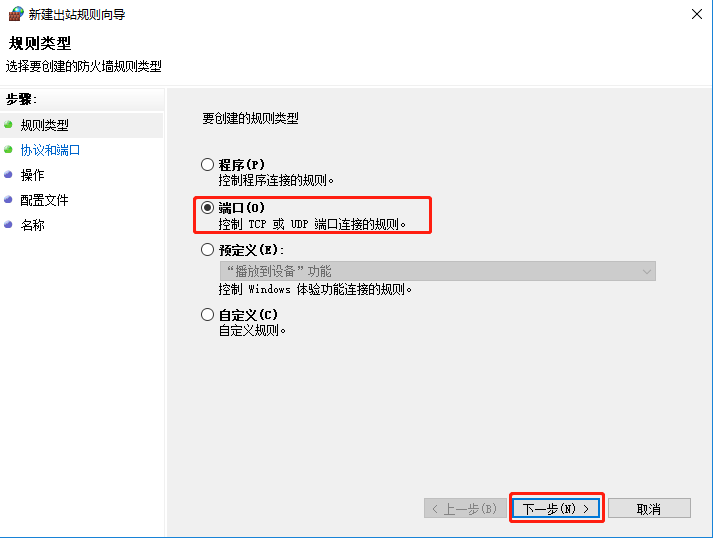 新建出站规则向导
规则类型
选择要创建的防火墙规则类型
步骤:
规则类型
协议和端口
操作
配置文件
名称
要创建的规则类型
程序(P)
控制程序连接的规则。
端口(O)
控制 TCP 或 UDP 端口连接的规则。
预定义(E):
“播放到设备”功能
控制 Windows 体验功能连接的规则。
自定义(C)
自定义规则。
< 上一步(B)
下一步(N) >
取消